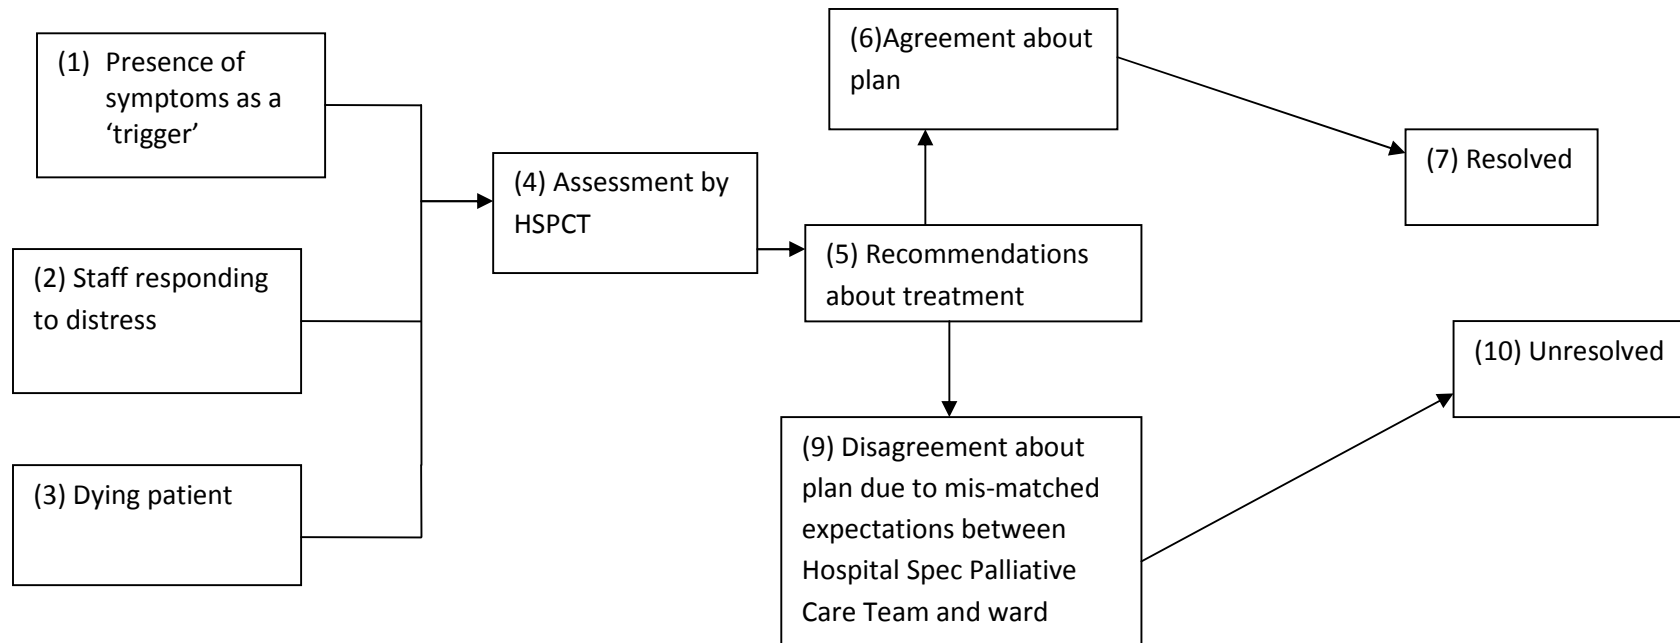 (1) Presence of
symptoms as a
‘trigger’
(2) Staff responding
to distress
(3) Dying patient
(4) Assessment by
HSPCT
(5) Recommendations
about treatment
(6)Agreement about
plan
(7) Resolved
(9) Disagreement about
plan due to mis-matched
expectations between
Hospital Spec Palliative
Care Team and ward
(10) Unresolved